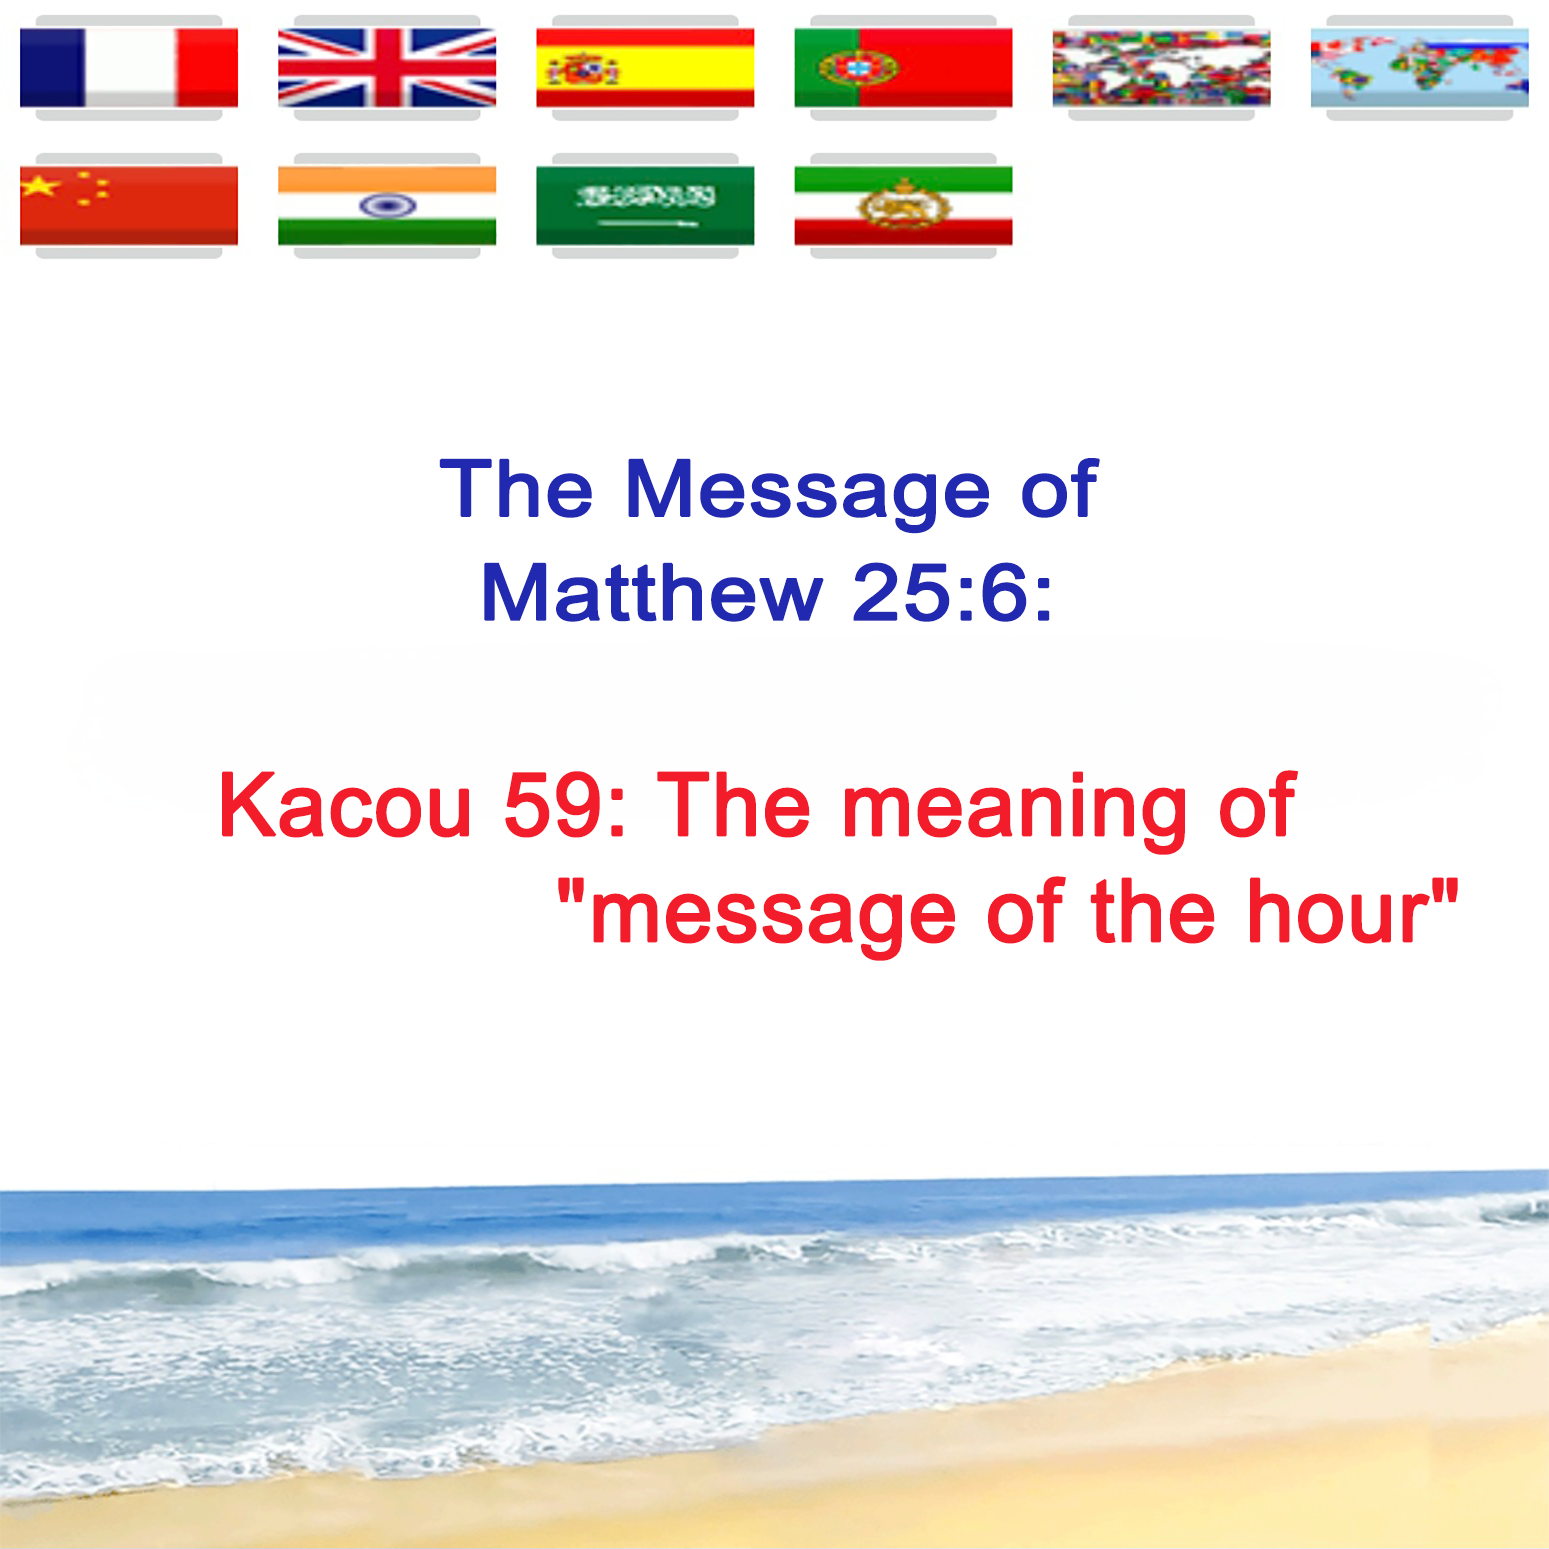 The Message of
Matthew 25:6:
Kacou 59: The meaning of
"message of the hour"